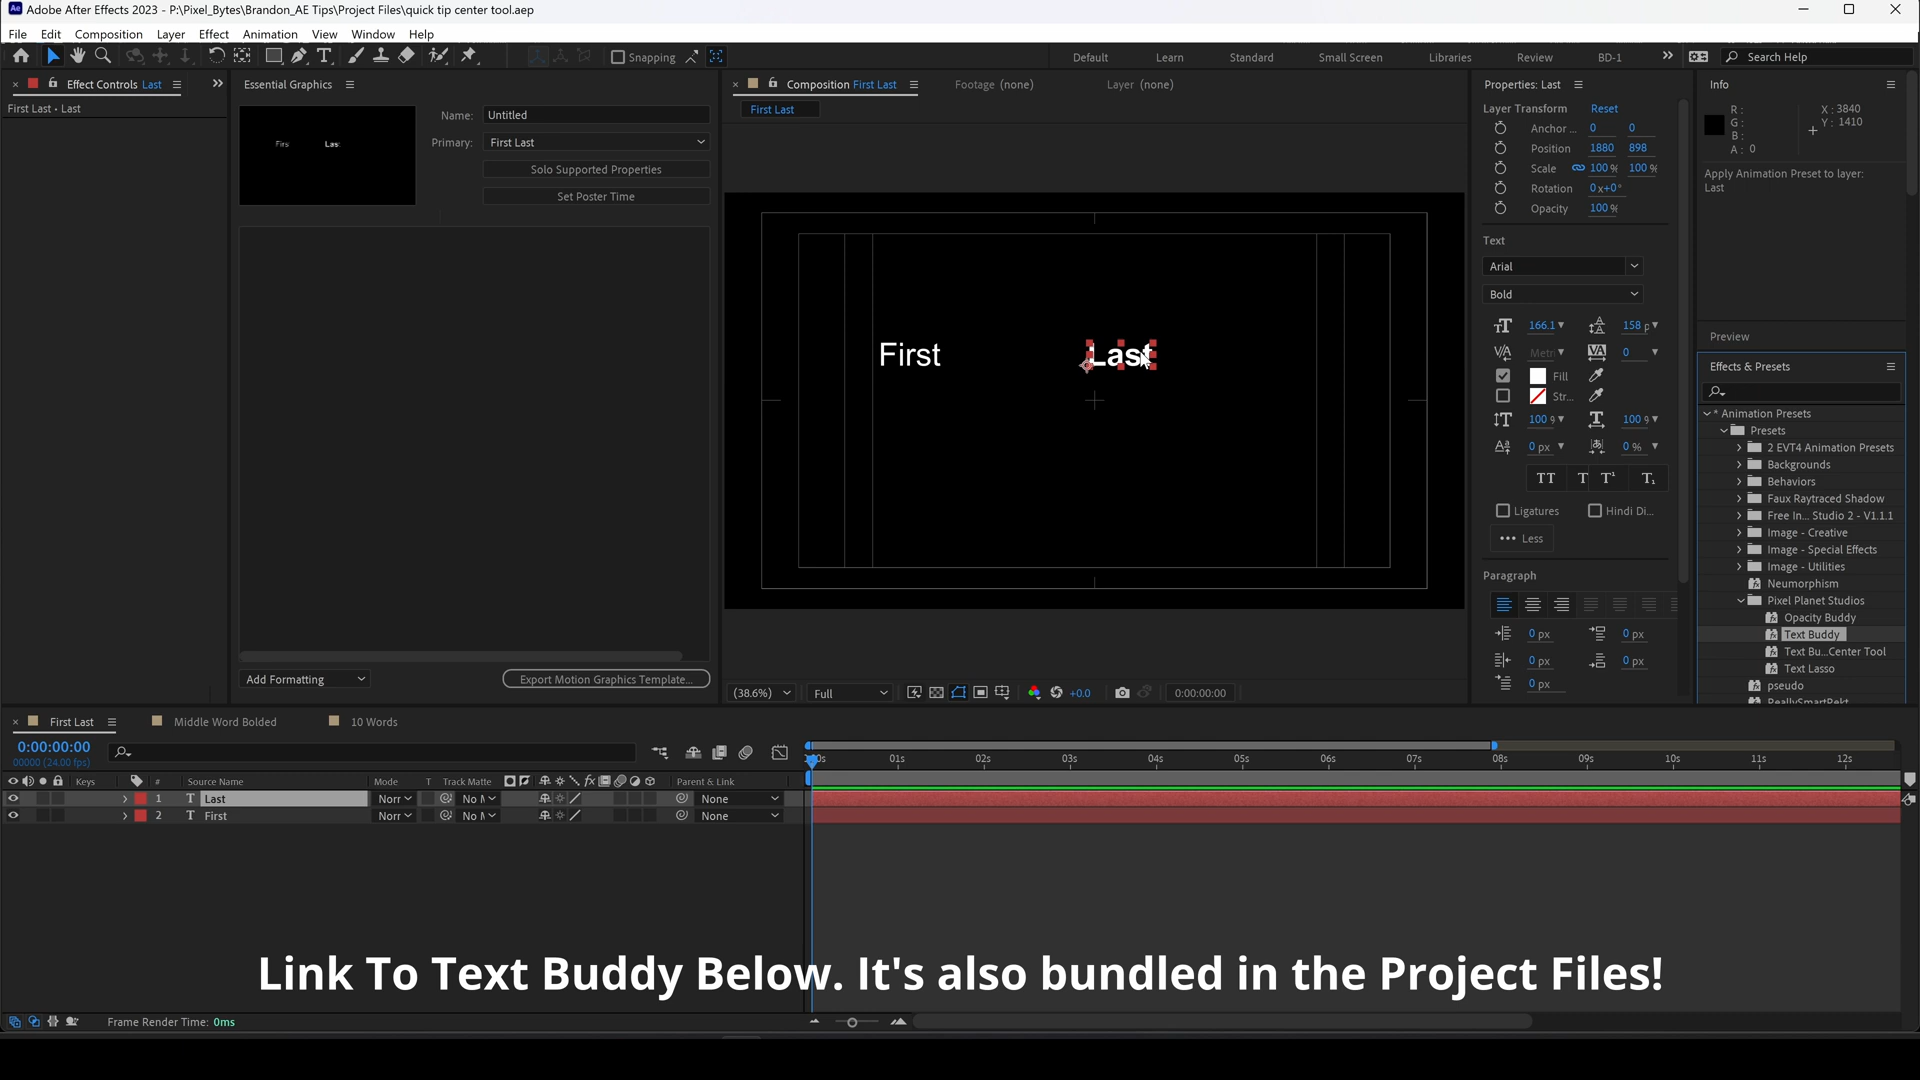 Adobe After Effects 2023 - P:\Pixel_Bytes\Brandon_AE Tips\Project Files\quick tip center tool.aep
File Edit Composition Layer Effect Animation View Window Help
Snapping
Default Learn Standard Small Screen Libraries Review BD-1
Search Help
Effect Controls Last
First Last • Last
Essential Graphics
Firs Las
Name: Untitled
Primary: First Last
Solo Supported Properties
Set Poster Time
Add Formatting
Export Motion Graphics Template...
Composition First Last
Footage (none)
Layer (none)
First Last
First
Last
(38.6%) Full +0.0 0:00:00:00
Properties: Last
Layer Transform Reset
Anchor ... 0 0
Position 1880 898
Scale 100 % 100 %
Rotation 0x+0°
Opacity 100 %
Text
Arial
Bold
166.1 158 p
Metri 0
Fill
Str...
100 % 100 %
0 px 0 %
TT T T¹ T₁
Ligatures Hindi Di...
••• Less
Paragraph
0 px 0 px
0 px 0 px
0 px
Info
R : X : 3840
G : Y : 1410
B :
A : 0
Apply Animation Preset to layer:
Last
Preview
Effects & Presets
* Animation Presets
Presets
2 EVT4 Animation Presets
Backgrounds
Behaviors
Faux Raytraced Shadow
Free In... Studio 2 - V1.1.1
Image - Creative
Image - Special Effects
Image - Utilities
Neumorphism
Pixel Planet Studios
Opacity Buddy
Text Buddy
Text Bu...Center Tool
Text Lasso
pseudo
ReallySmartRekt
First Last Middle Word Bolded 10 Words
0:00:00:00
00000 (24.00 fps)
Keys # Source Name Mode T Track Matte Parent & Link
1 T Last Norr No M None
2 T First Norr No M None
01s 02s 03s 04s 05s 06s 07s 08s 09s 10s 11s 12s
Link To Text Buddy Below. It's also bundled in the Project Files!
Frame Render Time: 0ms